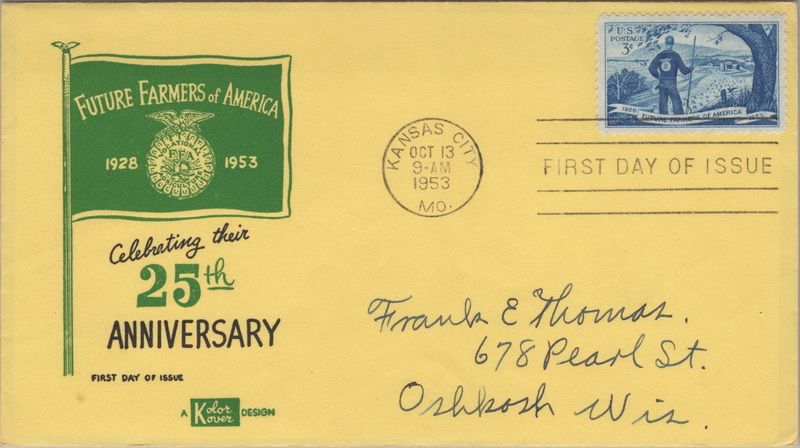 FUTURE FARMERS of AMERICA
1928 1953
VOCATIONAL
FFA
Celebrating their
25th
ANNIVERSARY
FIRST DAY OF ISSUE
A Kolor Kover DESIGN
KANSAS CITY
OCT 13
9-AM
1953
MO.
U.S.
POSTAGE
3¢
1928 FUTURE FARMERS OF AMERICA 1953
FIRST DAY OF ISSUE
Frank E Thomas.
678 Pearl St.
Oshkosh Wis.